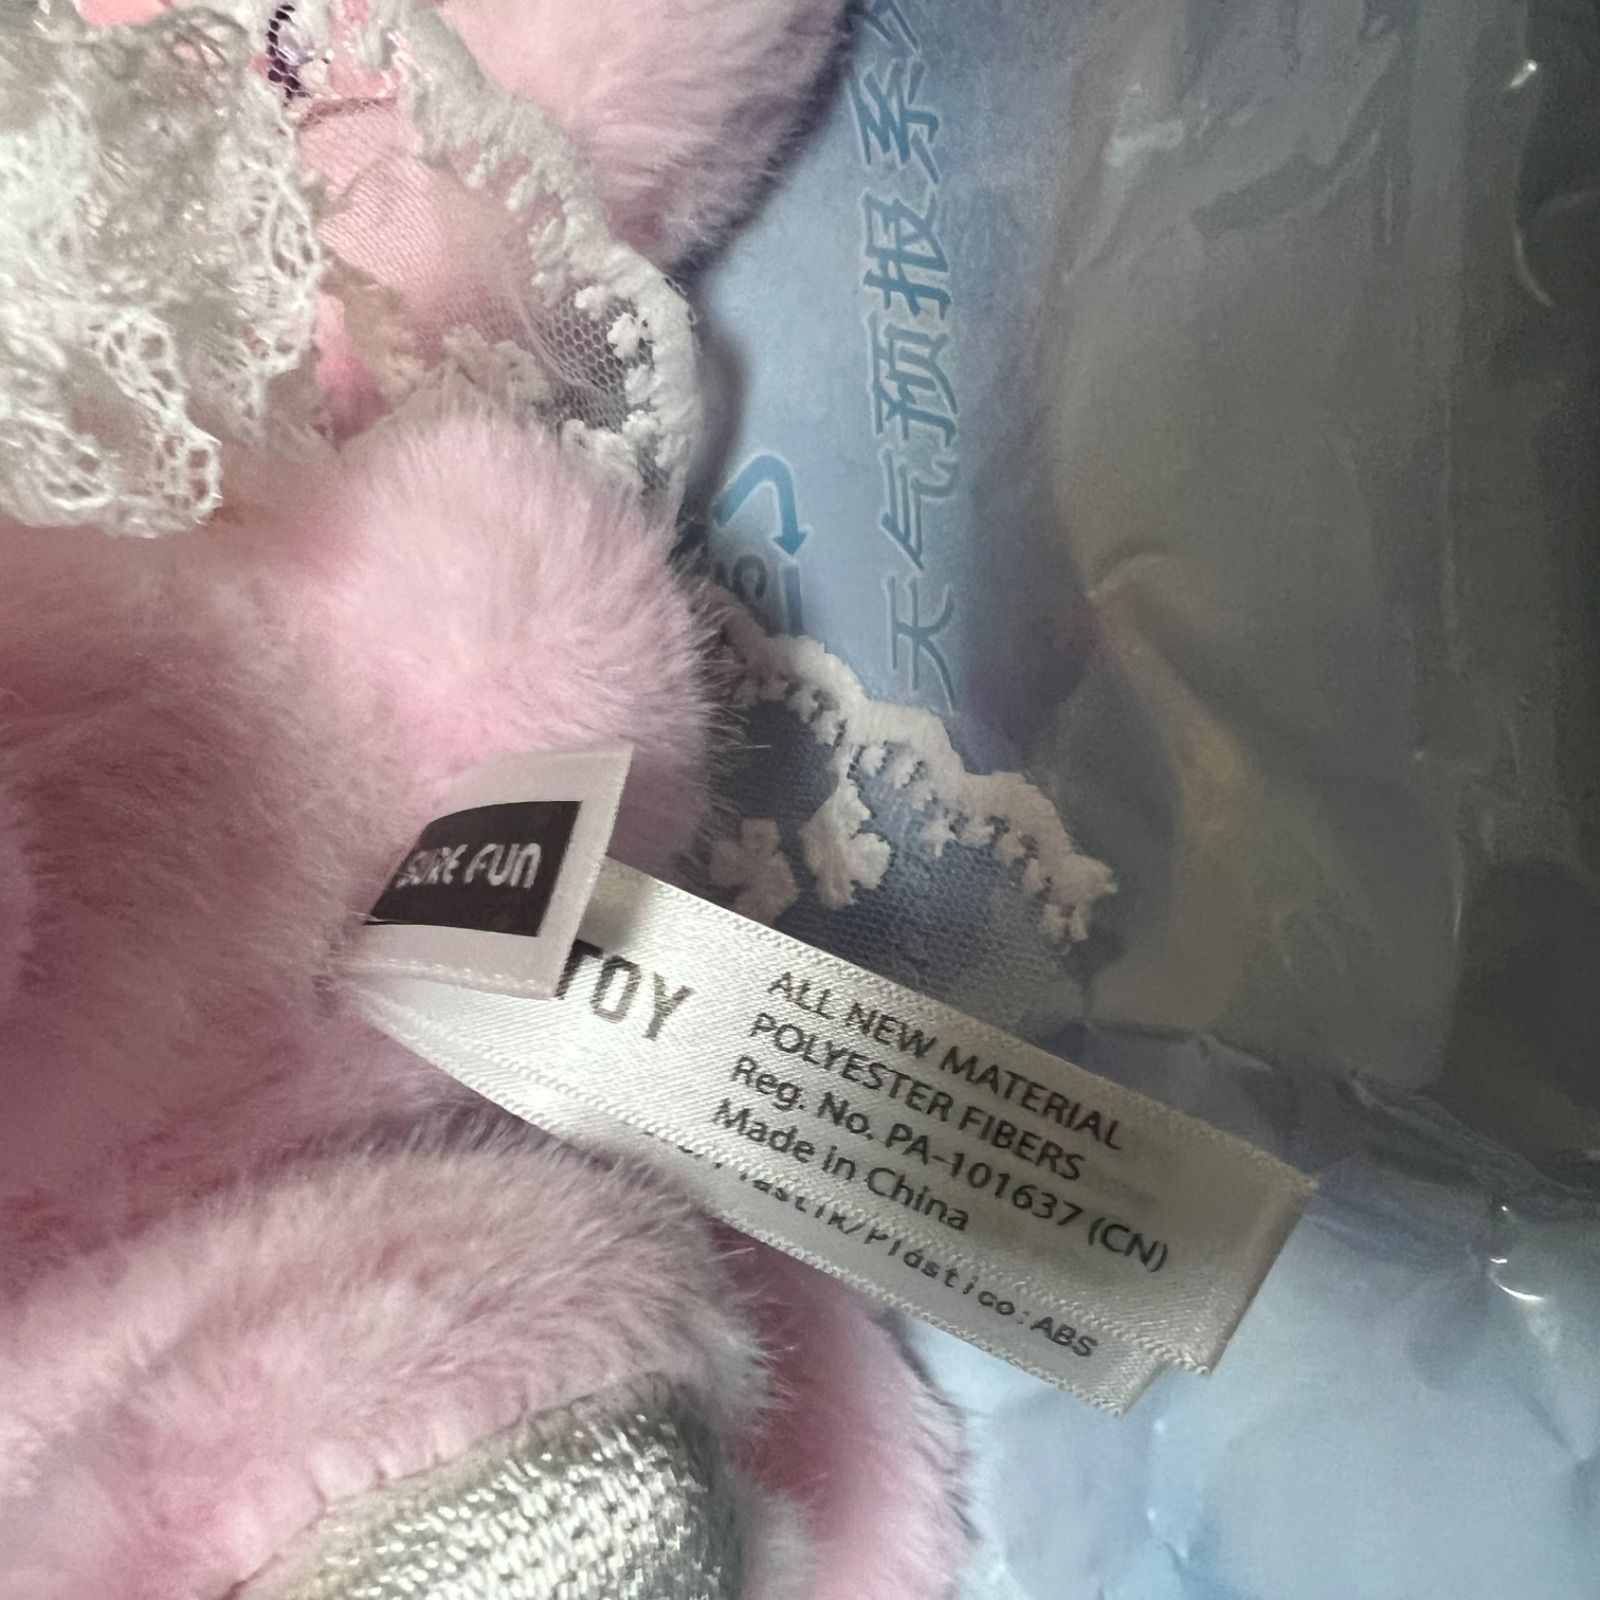 天气预报系
SURE FUN
TOY
ALL NEW MATERIAL
POLYESTER FIBERS
Reg. No. PA-101637 (CN)
Made in China
Plastik/Plastico:ABS